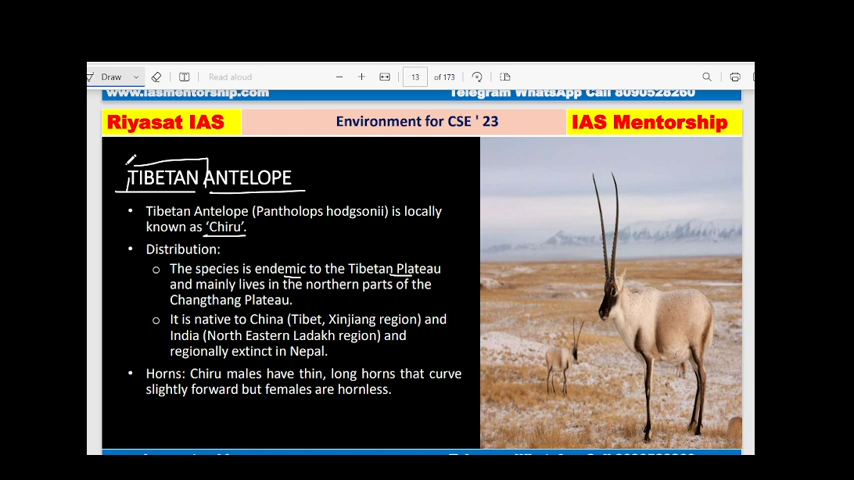 Draw
Read aloud
13 of 173
www.iasmentorship.com Telegram WhatsApp Call 8090528260
Riyasat IAS Environment for CSE ' 23 IAS Mentorship
TIBETAN ANTELOPE
• Tibetan Antelope (Pantholops hodgsonii) is locally
known as 'Chiru'.
• Distribution:
o The species is endemic to the Tibetan Plateau
and mainly lives in the northern parts of the
Changthang Plateau.
o It is native to China (Tibet, Xinjiang region) and
India (North Eastern Ladakh region) and
regionally extinct in Nepal.
• Horns: Chiru males have thin, long horns that curve
slightly forward but females are hornless.